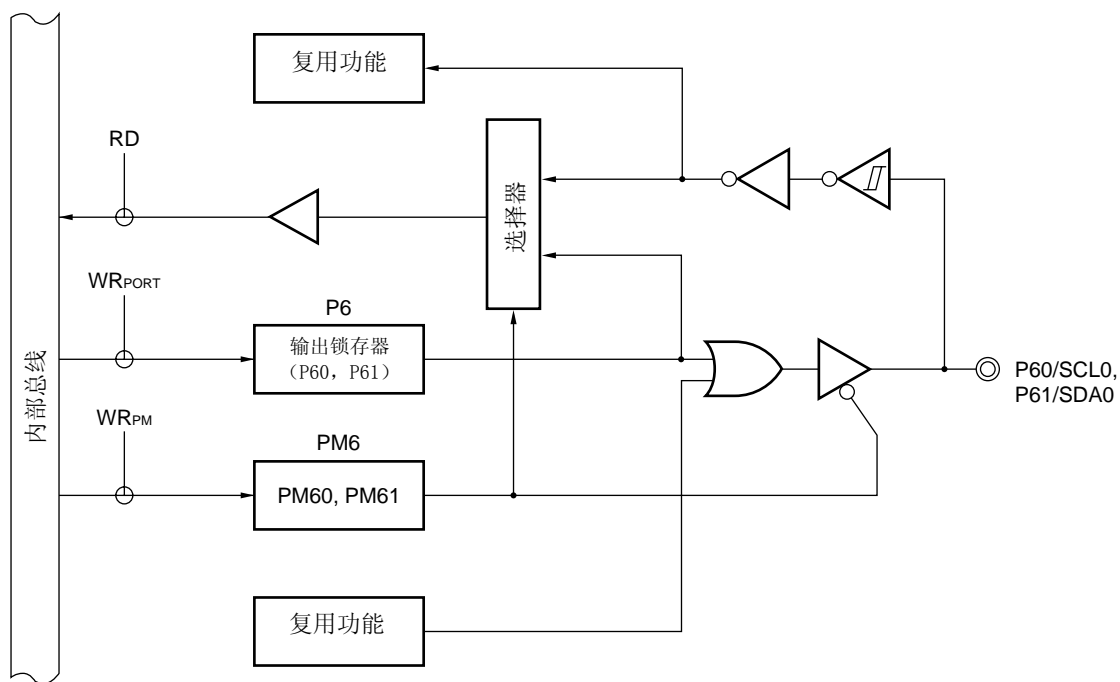 复用功能
RD
选择器
WRPORT
P6
输出锁存器
（P60，P61）
P60/SCL0,
P61/SDA0
内部总线
WRPM
PM6
PM60, PM61
复用功能